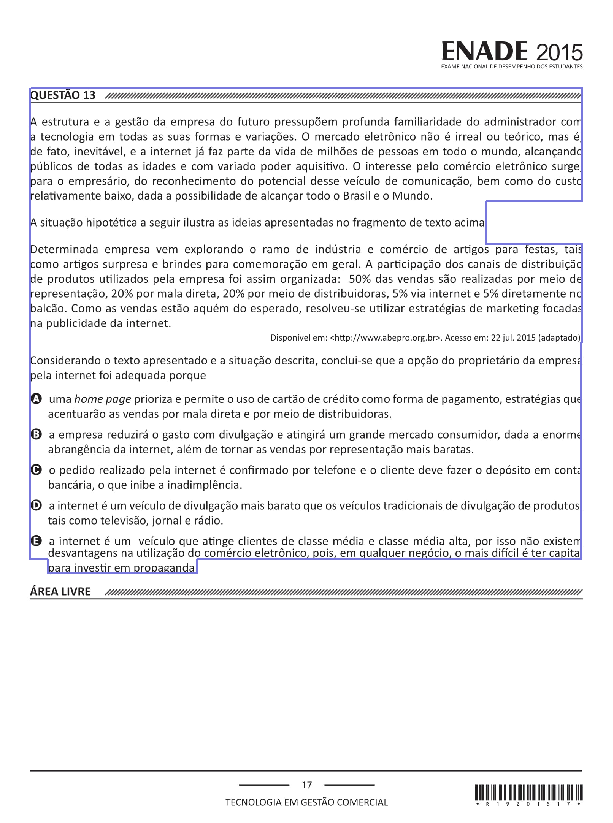 ENADE 2015
EXAME NACIONAL DE DESEMPENHO DOS ESTUDANTES
QUESTÃO 13
A estrutura e a gestão da empresa do futuro pressupõem profunda familiaridade do administrador com
a tecnologia em todas as suas formas e variações. O mercado eletrônico não é irreal ou teórico, mas é,
de fato, inevitável, e a internet já faz parte da vida de milhões de pessoas em todo o mundo, alcançando
públicos de todas as idades e com variado poder aquisitivo. O interesse pelo comércio eletrônico surge,
para o empresário, do reconhecimento do potencial desse veículo de comunicação, bem como do custo
relativamente baixo, dada a possibilidade de alcançar todo o Brasil e o Mundo.
A situação hipotética a seguir ilustra as ideias apresentadas no fragmento de texto acima
Determinada empresa vem explorando o ramo de indústria e comércio de artigos para festas, tais
como artigos surpresa e brindes para comemoração em geral. A participação dos canais de distribuição
de produtos utilizados pela empresa foi assim organizada: 50% das vendas são realizadas por meio de
representação, 20% por mala direta, 20% por meio de distribuidoras, 5% via internet e 5% diretamente no
balcão. Como as vendas estão aquém do esperado, resolveu-se utilizar estratégias de marketing focadas
na publicidade da internet.
Disponível em: <http://www.abepro.org.br>. Acesso em: 22 jul. 2015 (adaptado)
Considerando o texto apresentado e a situação descrita, conclui-se que a opção do proprietário da empresa
pela internet foi adequada porque
A uma home page prioriza e permite o uso de cartão de crédito como forma de pagamento, estratégias que
acentuarão as vendas por mala direta e por meio de distribuidoras.
B a empresa reduzirá o gasto com divulgação e atingirá um grande mercado consumidor, dada a enorme
abrangência da internet, além de tornar as vendas por representação mais baratas.
C o pedido realizado pela internet é confirmado por telefone e o cliente deve fazer o depósito em conta
bancária, o que inibe a inadimplência.
D a internet é um veículo de divulgação mais barato que os veículos tradicionais de divulgação de produtos
tais como televisão, jornal e rádio.
E a internet é um veículo que atinge clientes de classe média e classe média alta, por isso não existem
desvantagens na utilização do comércio eletrônico, pois, em qualquer negócio, o mais difícil é ter capital
para investir em propaganda
ÁREA LIVRE
17
TECNOLOGIA EM GESTÃO COMERCIAL
*R1920151 7*